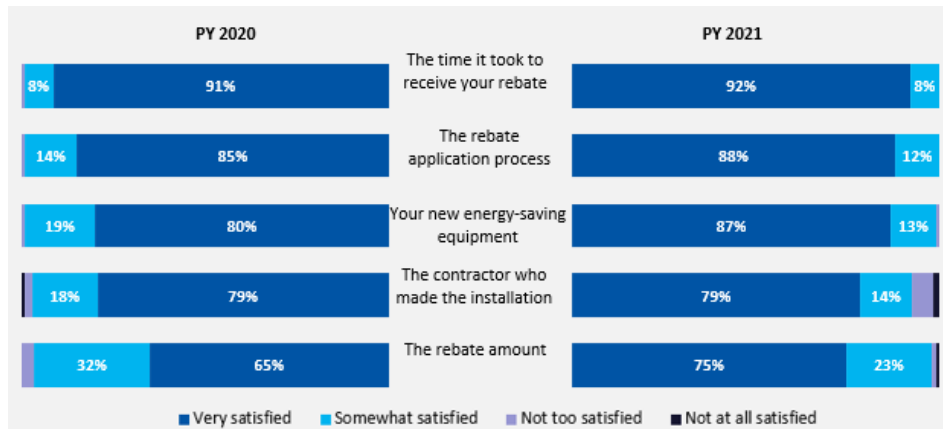 PY 2020
PY 2021
The time it took to
receive your rebate
8%
91%
92%
8%
The rebate
application process
14%
85%
88%
12%
Your new energy-saving
equipment
19%
80%
87%
13%
The contractor who
made the installation
18%
79%
79%
14%
The rebate amount
32%
65%
75%
23%
Very satisfied
Somewhat satisfied
Not too satisfied
Not at all satisfied